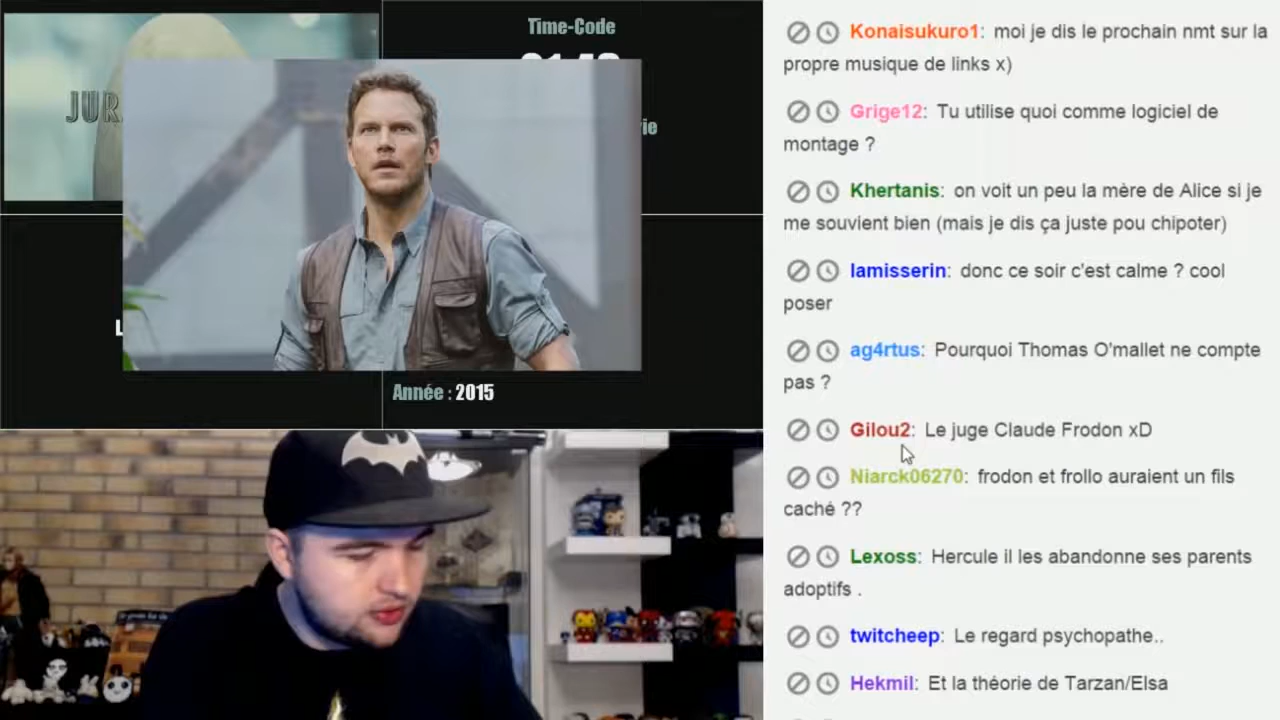 Time-Code
JUR
ie
L
Année : 2015
Konaisukuro1: moi je dis le prochain nmt sur la
propre musique de links x)
Grige12: Tu utilise quoi comme logiciel de
montage ?
Khertanis: on voit un peu la mère de Alice si je
me souvient bien (mais je dis ça juste pou chipoter)
lamisserin: donc ce soir c'est calme ? cool
poser
ag4rtus: Pourquoi Thomas O'mallet ne compte
pas ?
Gilou2: Le juge Claude Frodon xD
Niarck06270: frodon et frollo auraient un fils
caché ??
Lexoss: Hercule il les abandonne ses parents
adoptifs .
twitcheep: Le regard psychopathe..
Hekmil: Et la théorie de Tarzan/Elsa